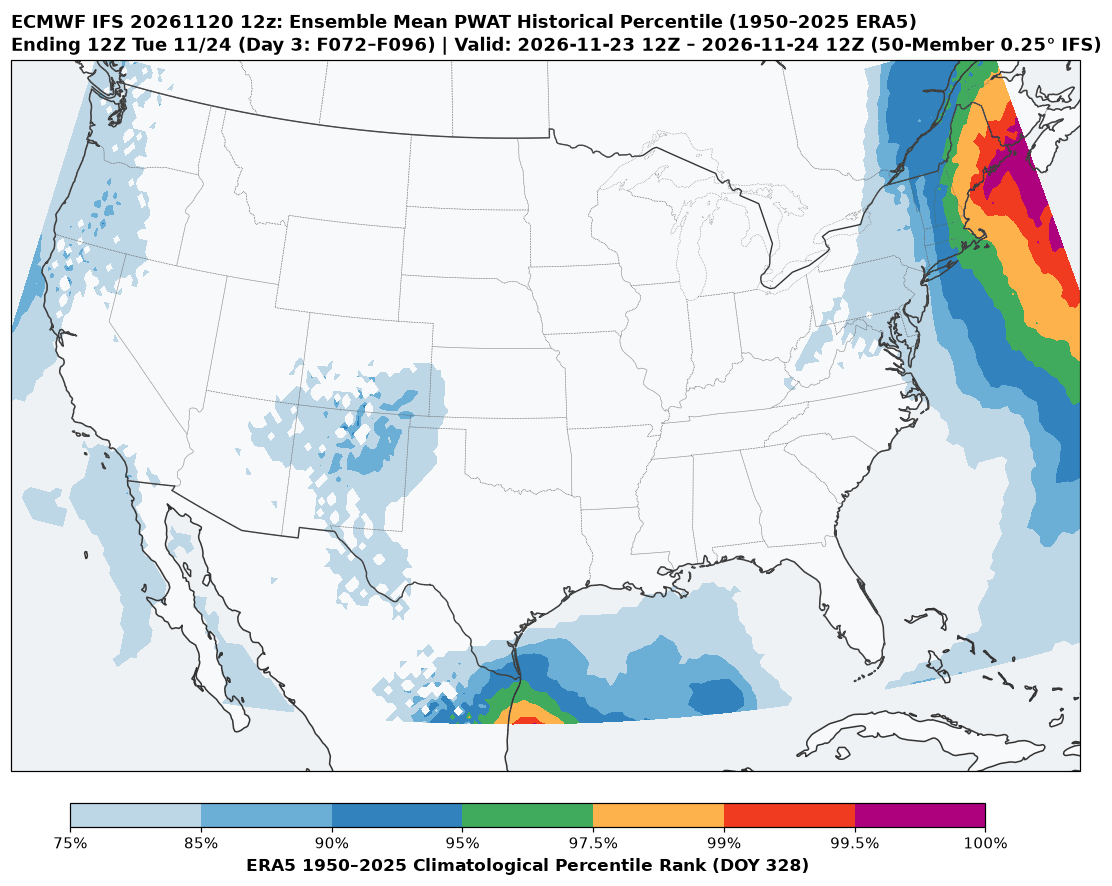 ECMWF IFS 20261120 12z: Ensemble Mean PWAT Historical Percentile (1950–2025 ERA5)
Ending 12Z Tue 11/24 (Day 3: F072–F096) | Valid: 2026-11-23 12Z – 2026-11-24 12Z (50-Member 0.25° IFS)
75% 85% 90% 95% 97.5% 99% 99.5% 100%
ERA5 1950–2025 Climatological Percentile Rank (DOY 328)